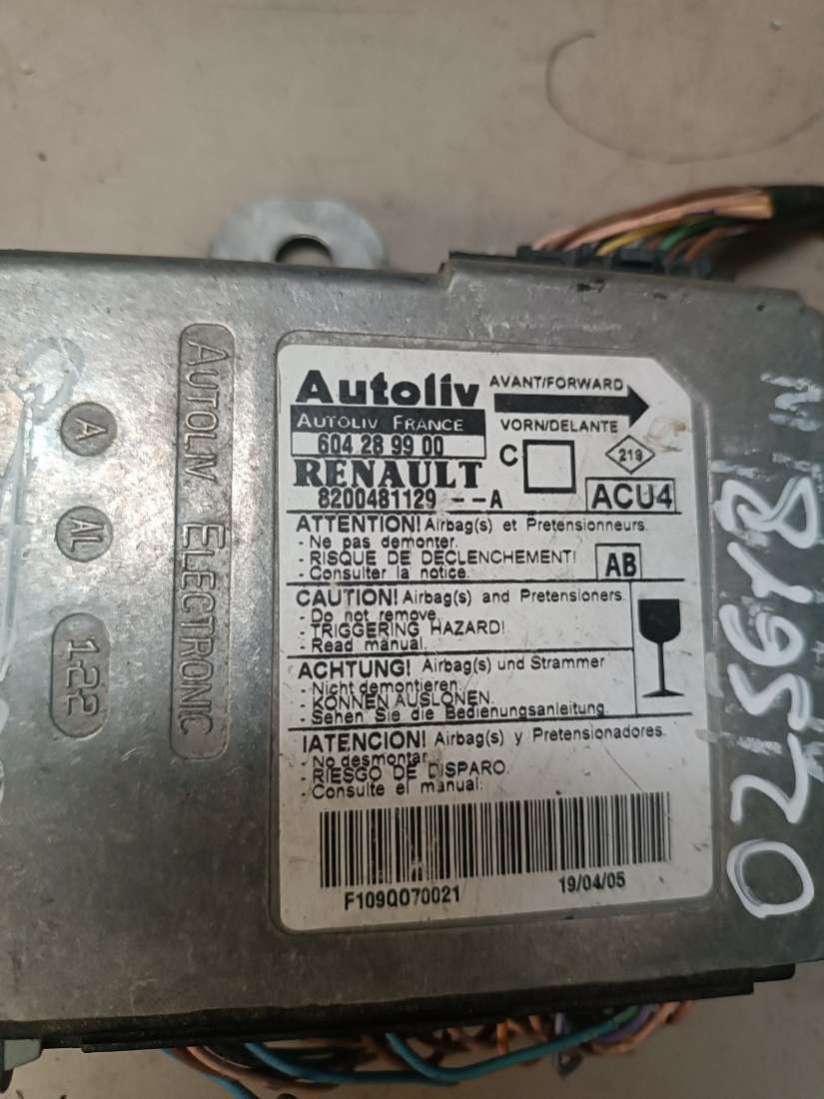 Autoliv
AVANT/FORWARD
AUTOLIV FRANCE
VORN/DELANTE
604 28 99 00
C
219
RENAULT
8200481129 --A
ACU4
ATTENTION! Airbag(s) et Pretensionneurs.
- Ne pas demonter.
- RISQUE DE DECLENCHEMENT!
- Consulter la notice.
AB
CAUTION! Airbag(s) and Pretensioners.
- Do not remove.
- TRIGGERING HAZARD!
- Read manual.
ACHTUNG! Airbag(s) und Strammer
- Nicht demontieren.
- KONNEN AUSLONEN.
- Sehen Sie die Bedienungsanleitung.
!ATENCION! Airbag(s) y Pretensionadores.
- No desmontar.
- RIESGO DE DISPARO.
- Consulte el manual.
F109Q070021
19/04/05
AUTOLIV ELECTRONIC
A
AL
1.22